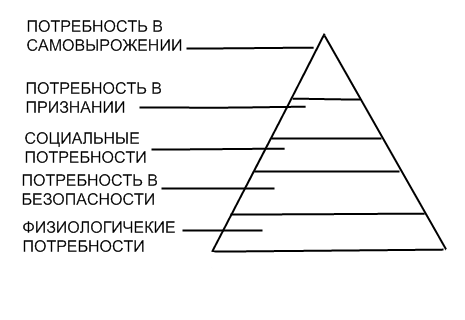 ПОТРЕБНОСТЬ В
САМОВЫРОЖЕНИИ
ПОТРЕБНОСТЬ В
ПРИЗНАНИИ
СОЦИАЛЬНЫЕ
ПОТРЕБНОСТИ
ПОТРЕБНОСТЬ В
БЕЗОПАСНОСТИ
ФИЗИОЛОГИЧЕКИЕ
ПОТРЕБНОСТИ